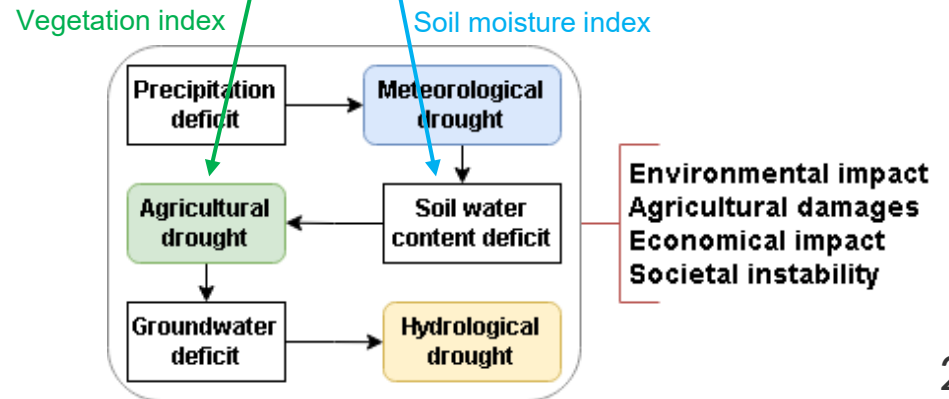 Vegetation index
Soil moisture index
Precipitation
deficit
Meteorological
drought
Agricultural
drought
Soil water
content deficit
Groundwater
deficit
Hydrological
drought
Environmental impact
Agricultural damages
Economical impact
Societal instability